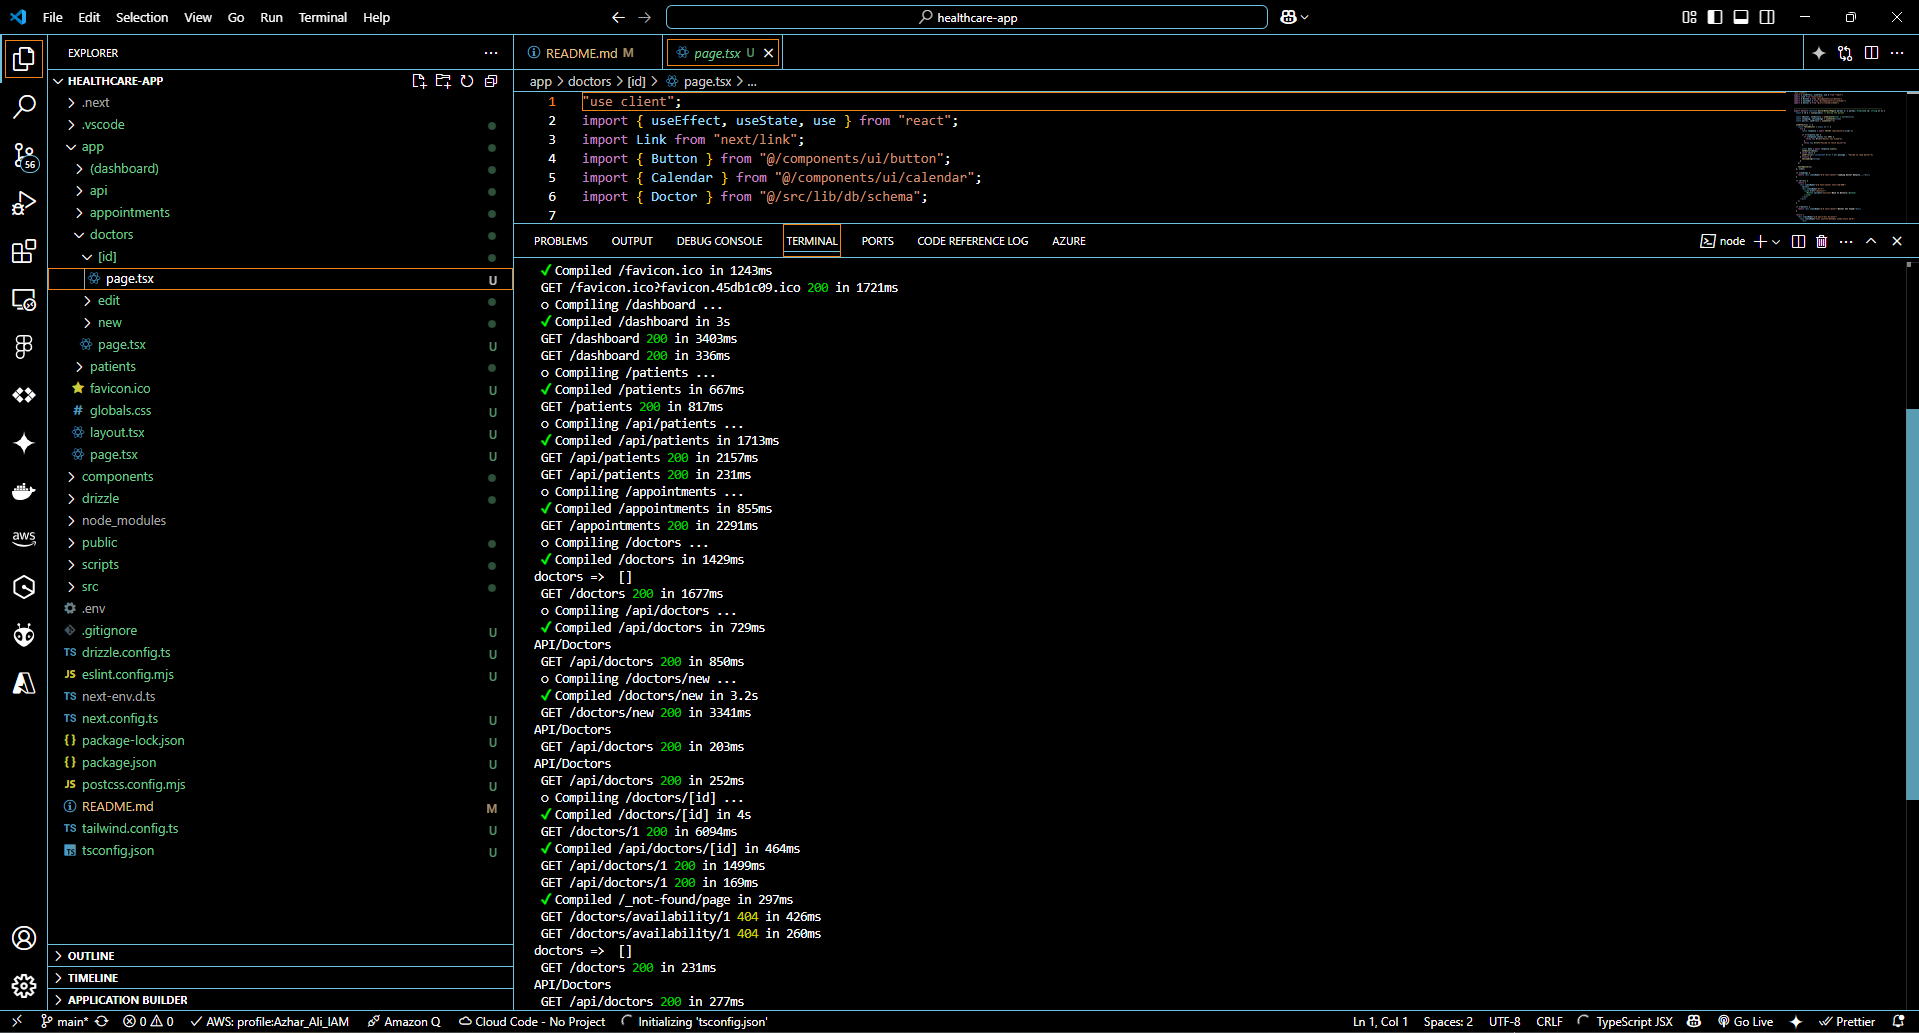 File Edit Selection View Go Run Terminal Help
healthcare-app
EXPLORER
HEALTHCARE-APP
.next
.vscode
app
(dashboard)
api
appointments
doctors
[id]
page.tsx U
edit
new
page.tsx U
patients
favicon.ico U
globals.css U
layout.tsx U
page.tsx U
components
drizzle
node_modules
public
scripts
src
.env
.gitignore U
drizzle.config.ts U
eslint.config.mjs U
next-env.d.ts
next.config.ts U
package-lock.json U
package.json U
postcss.config.mjs U
README.md M
tailwind.config.ts U
tsconfig.json U
OUTLINE
TIMELINE
APPLICATION BUILDER
56
aws
README.md M page.tsx U
app > doctors > [id] > page.tsx > ...
1 "use client";
2 import { useEffect, useState, use } from "react";
3 import Link from "next/link";
4 import { Button } from "@/components/ui/button";
5 import { Calendar } from "@/components/ui/calendar";
6 import { Doctor } from "@/src/lib/db/schema";
7
PROBLEMS OUTPUT DEBUG CONSOLE TERMINAL PORTS CODE REFERENCE LOG AZURE node
✓ Compiled /favicon.ico in 1243ms
GET /favicon.ico?favicon.45db1c09.ico 200 in 1721ms
○ Compiling /dashboard ...
✓ Compiled /dashboard in 3s
GET /dashboard 200 in 3403ms
GET /dashboard 200 in 336ms
○ Compiling /patients ...
✓ Compiled /patients in 667ms
GET /patients 200 in 817ms
○ Compiling /api/patients ...
✓ Compiled /api/patients in 1713ms
GET /api/patients 200 in 2157ms
GET /api/patients 200 in 231ms
○ Compiling /appointments ...
✓ Compiled /appointments in 855ms
GET /appointments 200 in 2291ms
○ Compiling /doctors ...
✓ Compiled /doctors in 1429ms
doctors => []
GET /doctors 200 in 1677ms
○ Compiling /api/doctors ...
✓ Compiled /api/doctors in 729ms
API/Doctors
GET /api/doctors 200 in 850ms
○ Compiling /doctors/new ...
✓ Compiled /doctors/new in 3.2s
GET /doctors/new 200 in 3341ms
API/Doctors
GET /api/doctors 200 in 203ms
API/Doctors
GET /api/doctors 200 in 252ms
○ Compiling /doctors/[id] ...
✓ Compiled /doctors/[id] in 4s
GET /doctors/1 200 in 6094ms
✓ Compiled /api/doctors/[id] in 464ms
GET /api/doctors/1 200 in 1499ms
GET /api/doctors/1 200 in 169ms
✓ Compiled /_not-found/page in 297ms
GET /doctors/availability/1 404 in 426ms
GET /doctors/availability/1 404 in 260ms
doctors => []
GET /doctors 200 in 231ms
API/Doctors
GET /api/doctors 200 in 277ms
main* 0 0 AWS: profile:Azhar_Ali_IAM Amazon Q Cloud Code - No Project Initializing 'tsconfig.json' Ln 1, Col 1 Spaces: 2 UTF-8 CRLF TypeScript JSX Go Live Prettier